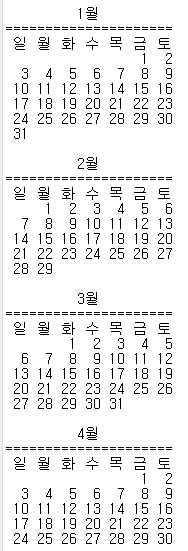 1월
=========================
일 월 화 수 목 금 토
1 2
3 4 5 6 7 8 9
10 11 12 13 14 15 16
17 18 19 20 21 22 23
24 25 26 27 28 29 30
31
2월
=========================
일 월 화 수 목 금 토
1 2 3 4 5 6
7 8 9 10 11 12 13
14 15 16 17 18 19 20
21 22 23 24 25 26 27
28 29
3월
=========================
일 월 화 수 목 금 토
1 2 3 4 5
6 7 8 9 10 11 12
13 14 15 16 17 18 19
20 21 22 23 24 25 26
27 28 29 30 31
4월
=========================
일 월 화 수 목 금 토
1 2
3 4 5 6 7 8 9
10 11 12 13 14 15 16
17 18 19 20 21 22 23
24 25 26 27 28 29 30